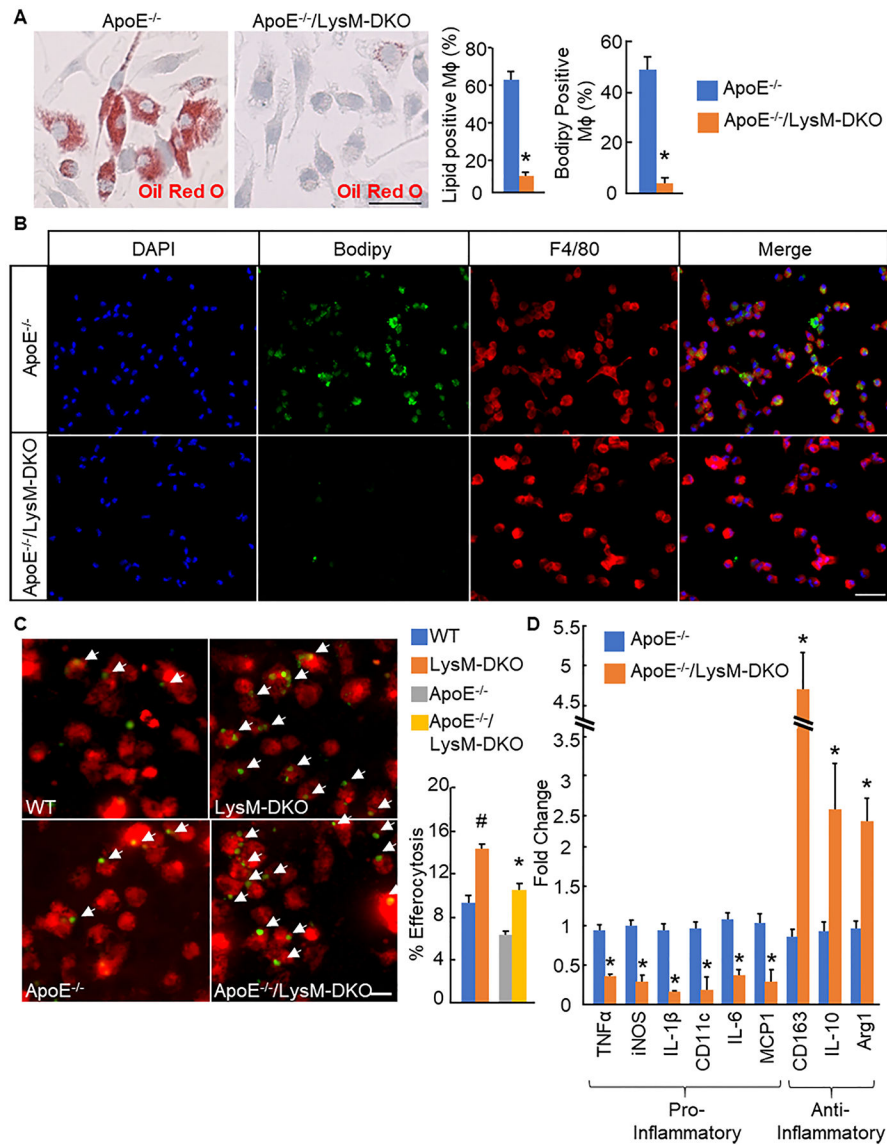 A
ApoE-/-
ApoE-/-/LysM-DKO
Oil Red O
Oil Red O
Lipid positive Mϕ (%)
80
60
40
20
0
*
Bodipy Positive
Mϕ (%)
60
40
20
0
*
ApoE-/-
ApoE-/-/LysM-DKO
B
DAPI
Bodipy
F4/80
Merge
ApoE-/-
ApoE-/-/LysM-DKO
C
WT
LysM-DKO
ApoE-/-
ApoE-/-/LysM-DKO
WT
LysM-DKO
ApoE-/-
ApoE-/-/
LysM-DKO
% Efferocytosis
16
12
8
4
0
#
*
D
ApoE-/-
ApoE-/-/LysM-DKO
Fold Change
5.5
5
4.5
3.5
3
2.5
2
1.5
1
0.5
0
* * * * * * * * *
TNFα
iNOS
IL-1β
CD11c
IL-6
MCP1
CD163
IL-10
Arg1
Pro-
Inflammatory
Anti-
Inflammatory